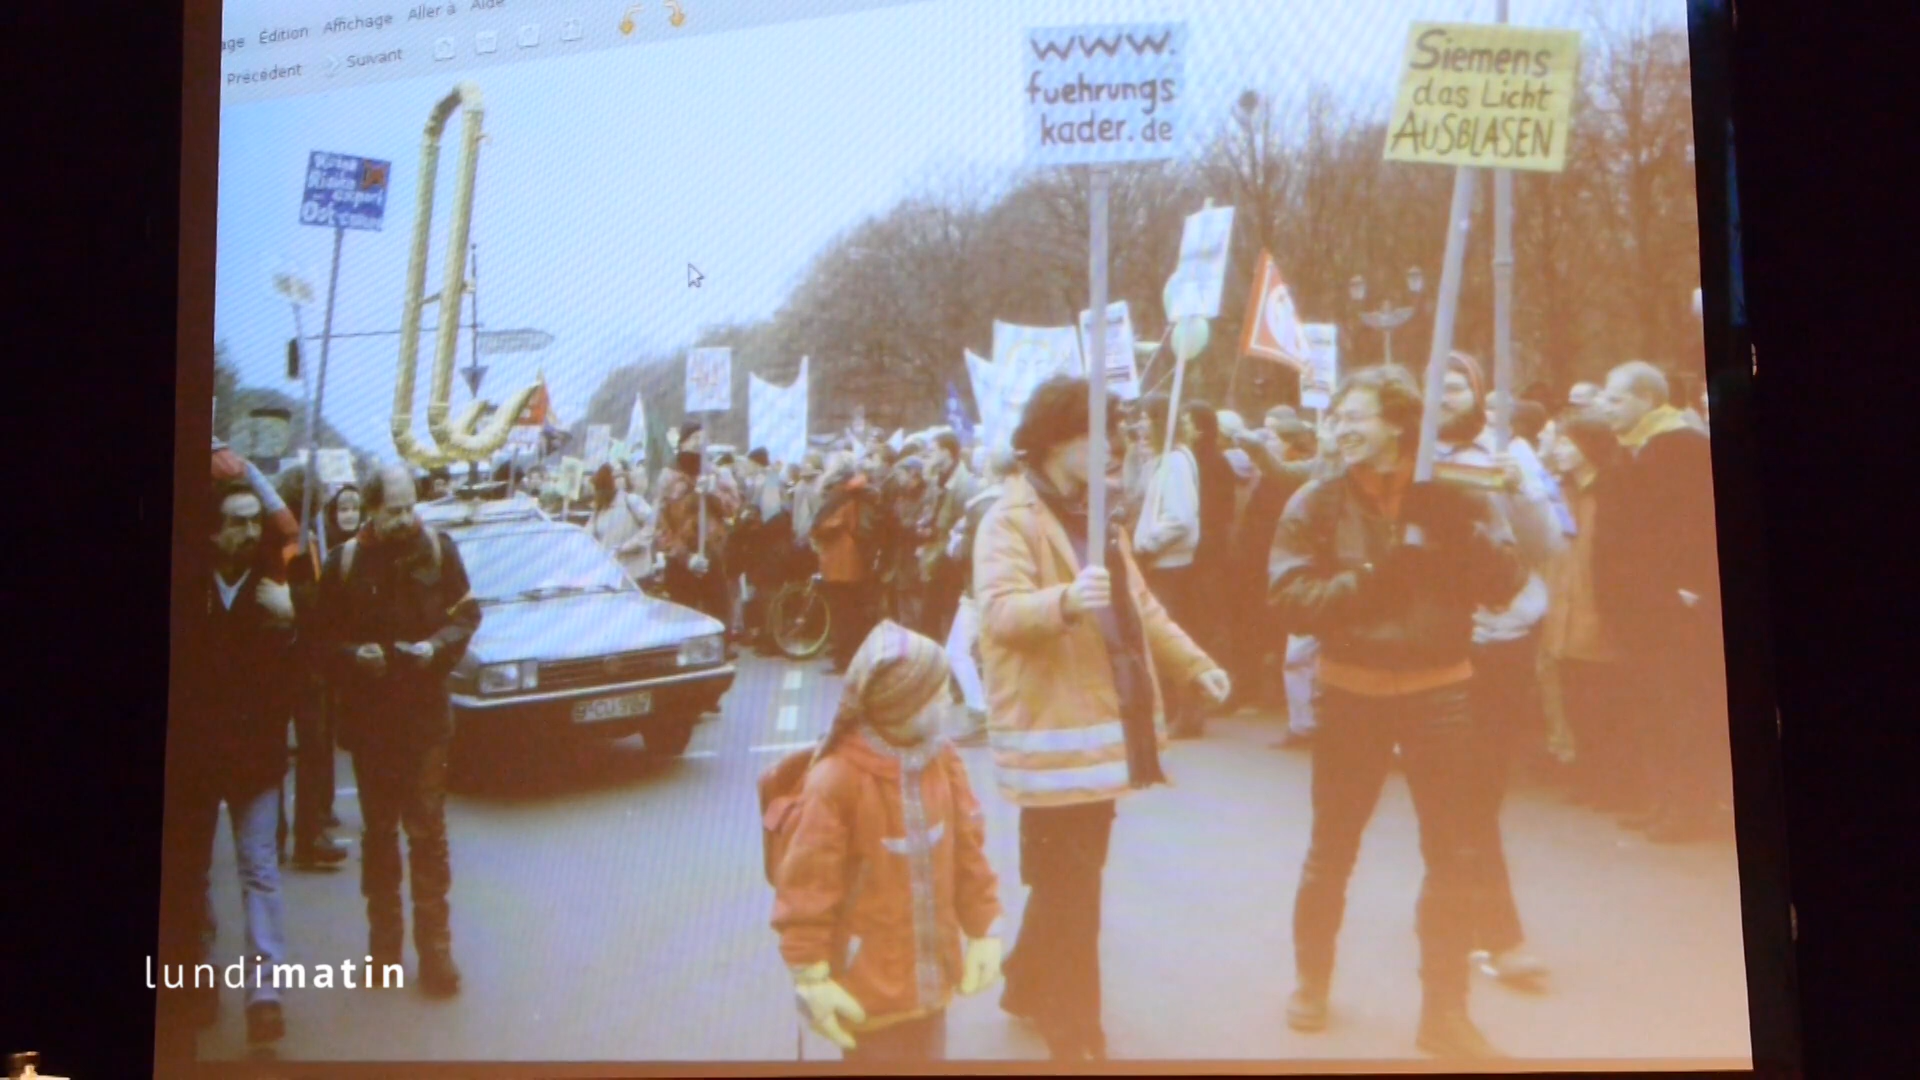 Édition Affichage Aller à Aide
Précédent Suivant
www.
fuehrungs
kader.de
Siemens
das Licht
AUSBLASEN
lundimatin